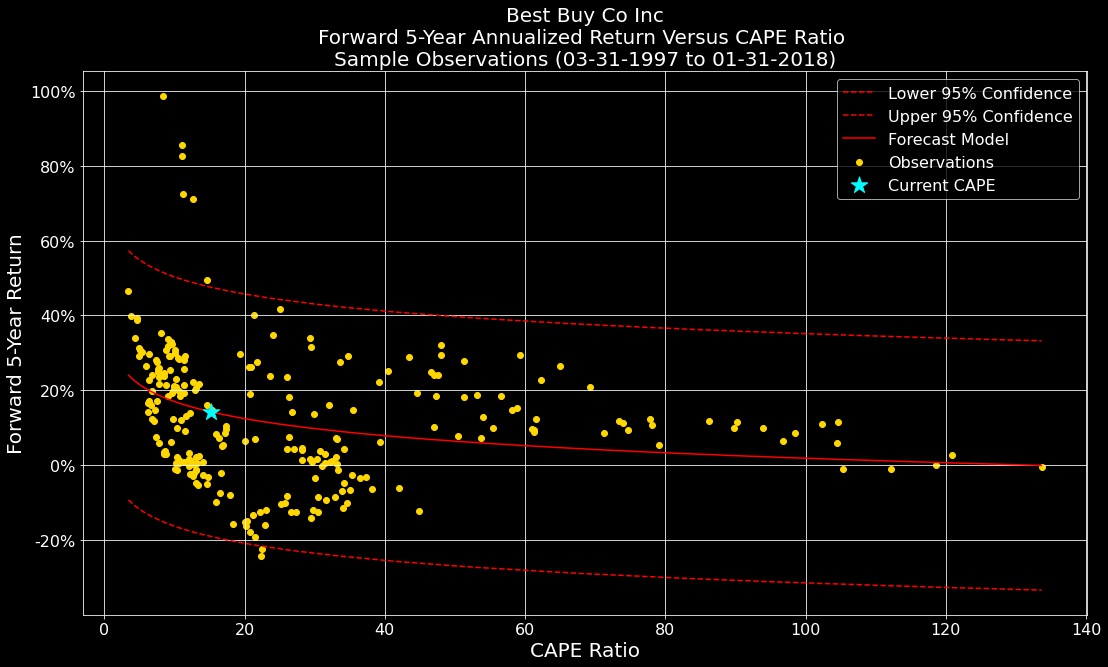 Best Buy Co Inc
Forward 5-Year Annualized Return Versus CAPE Ratio
Sample Observations (03-31-1997 to 01-31-2018)
Lower 95% Confidence
Upper 95% Confidence
Forecast Model
Observations
Current CAPE
Forward 5-Year Return
100%
80%
60%
40%
20%
0%
-20%
0 20 40 60 80 100 120 140
CAPE Ratio